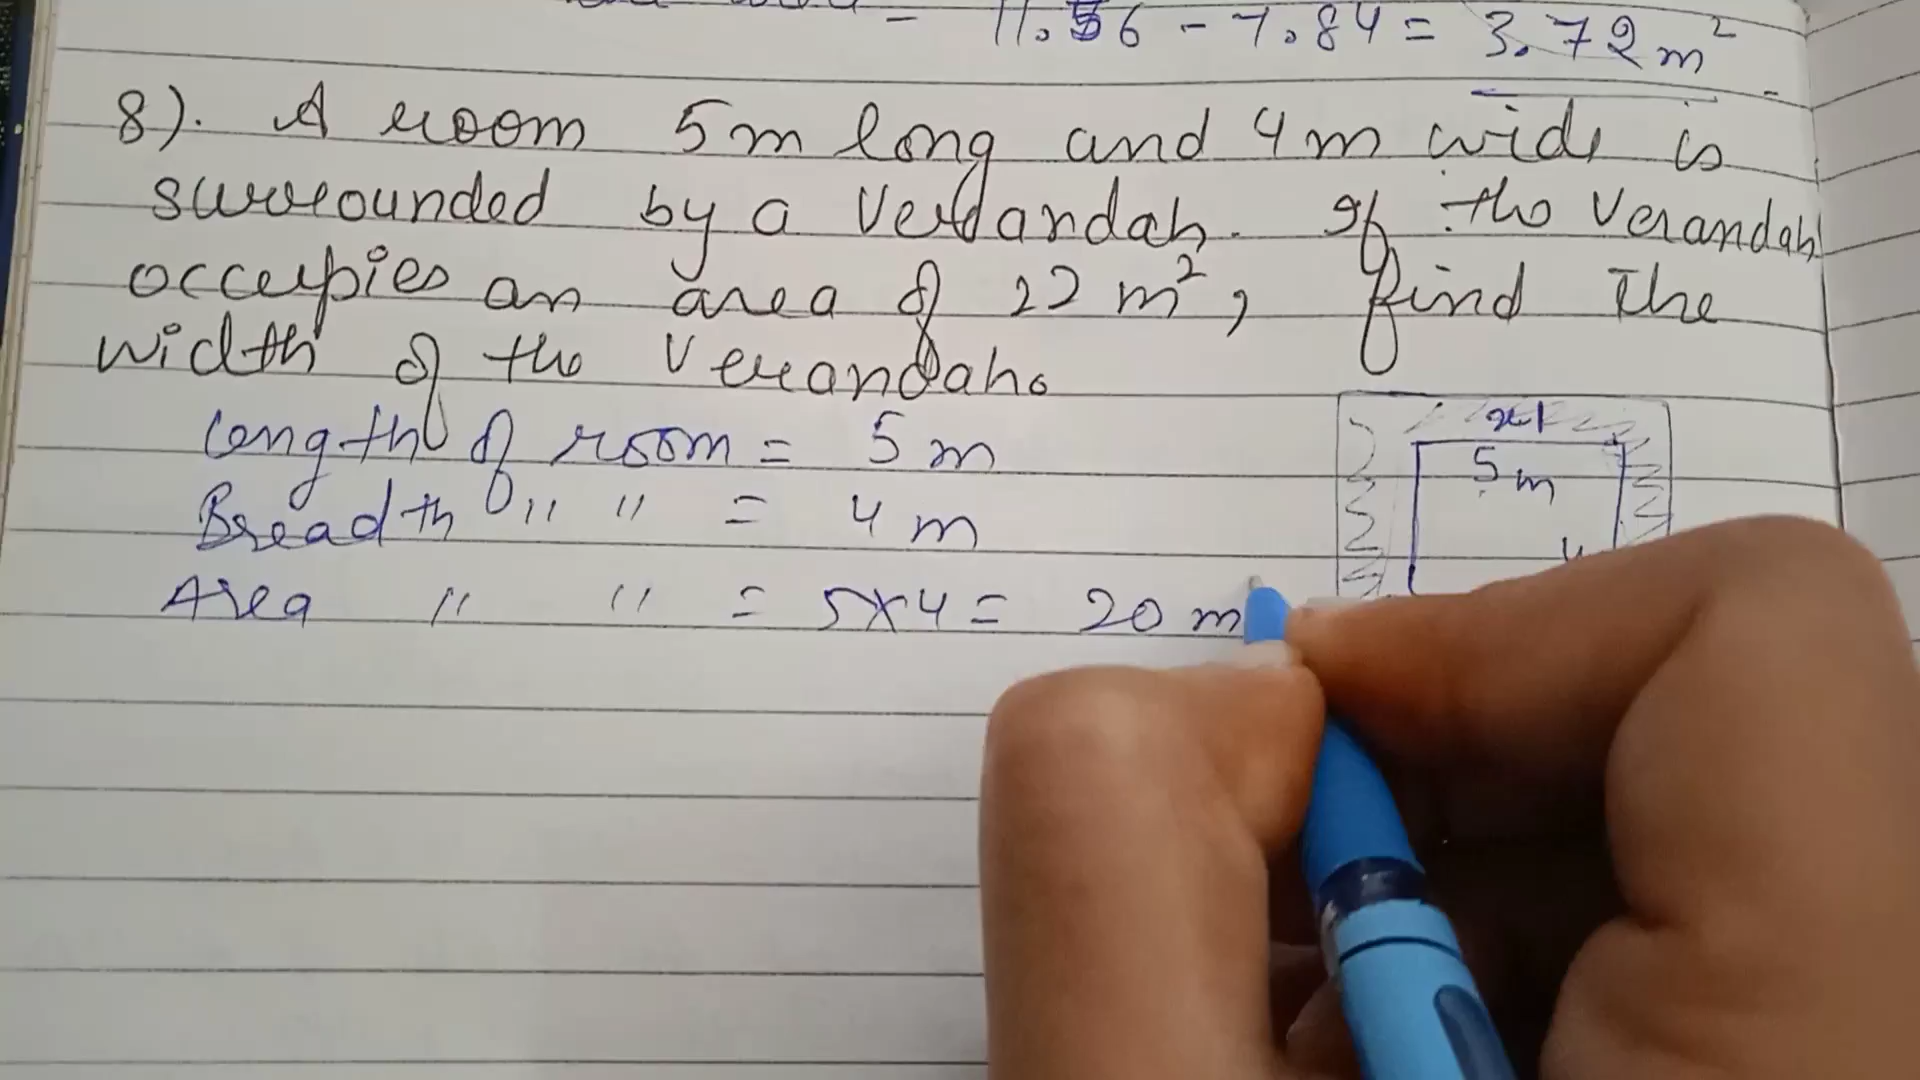 - 11.56 - 7.84 = 3.72 m²
8). A room 5m long and 4m wide is
surrounded by a Verandah. If the Verandah
occupies an area of 22 m², find The
width of the Verandah.
Length of room = 5 m
Breadth " " = 4 m
Area " " = 5×4 = 20 m
x
5 m
4